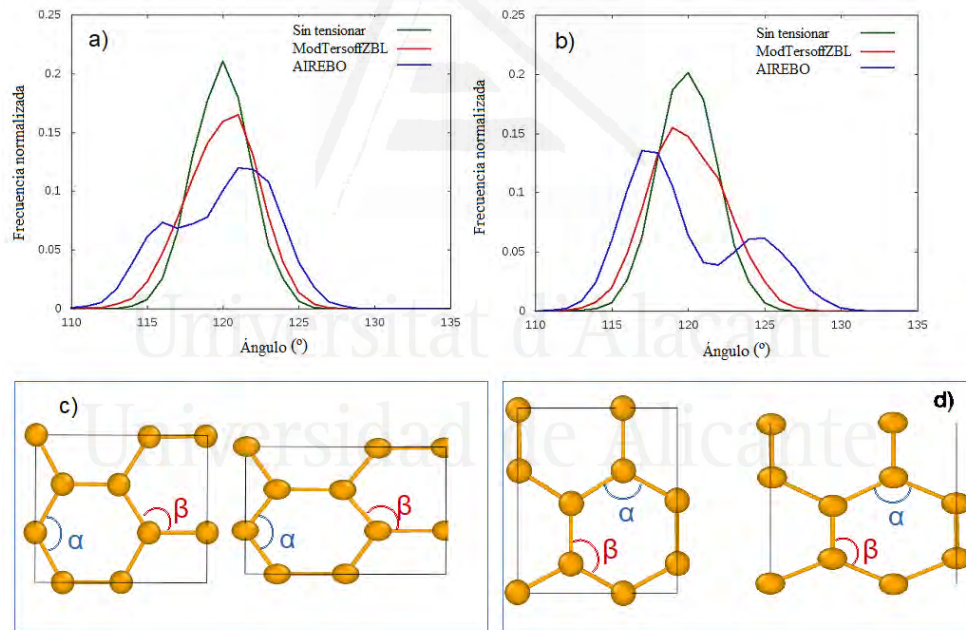 a)
Sin tensionar
ModTersoffZBL
AIREBO
Frecuencia normalizada
0.25
0.2
0.15
0.1
0.05
0
110
115
120
125
130
135
Ángulo (º)
b)
Sin tensionar
ModTersoffZBL
AIREBO
Frecuencia normalizada
0.25
0.2
0.15
0.1
0.05
0
110
115
120
125
130
135
Ángulo (º)
Universitat d'Alacant
Universidad de Alicante
c)
α
β
α
β
d)
α
β
α
β